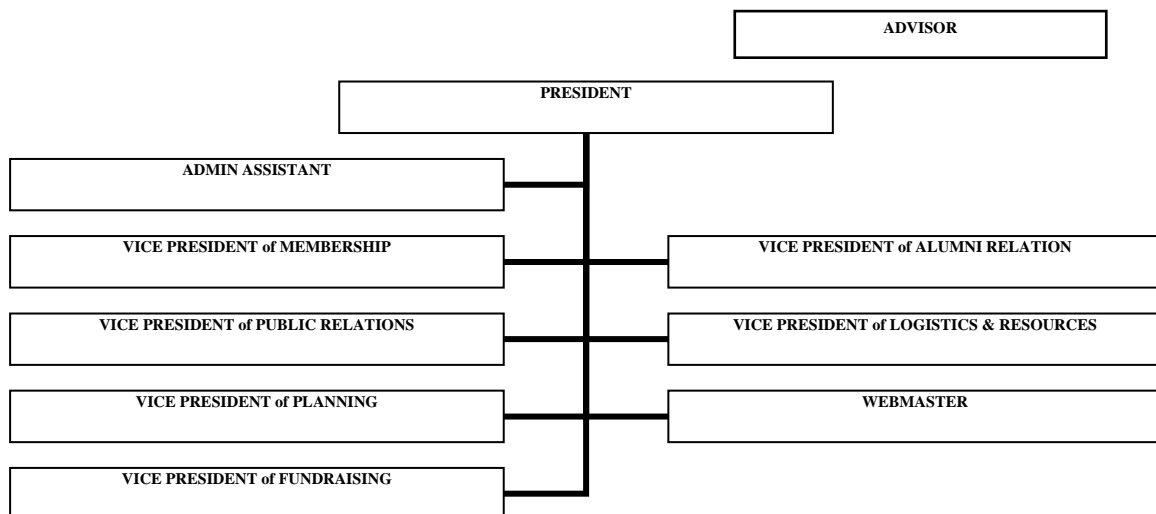 ADVISOR
PRESIDENT
ADMIN ASSISTANT
VICE PRESIDENT of MEMBERSHIP
VICE PRESIDENT of ALUMNI RELATION
VICE PRESIDENT of PUBLIC RELATIONS
VICE PRESIDENT of LOGISTICS & RESOURCES
VICE PRESIDENT of PLANNING
WEBMASTER
VICE PRESIDENT of FUNDRAISING